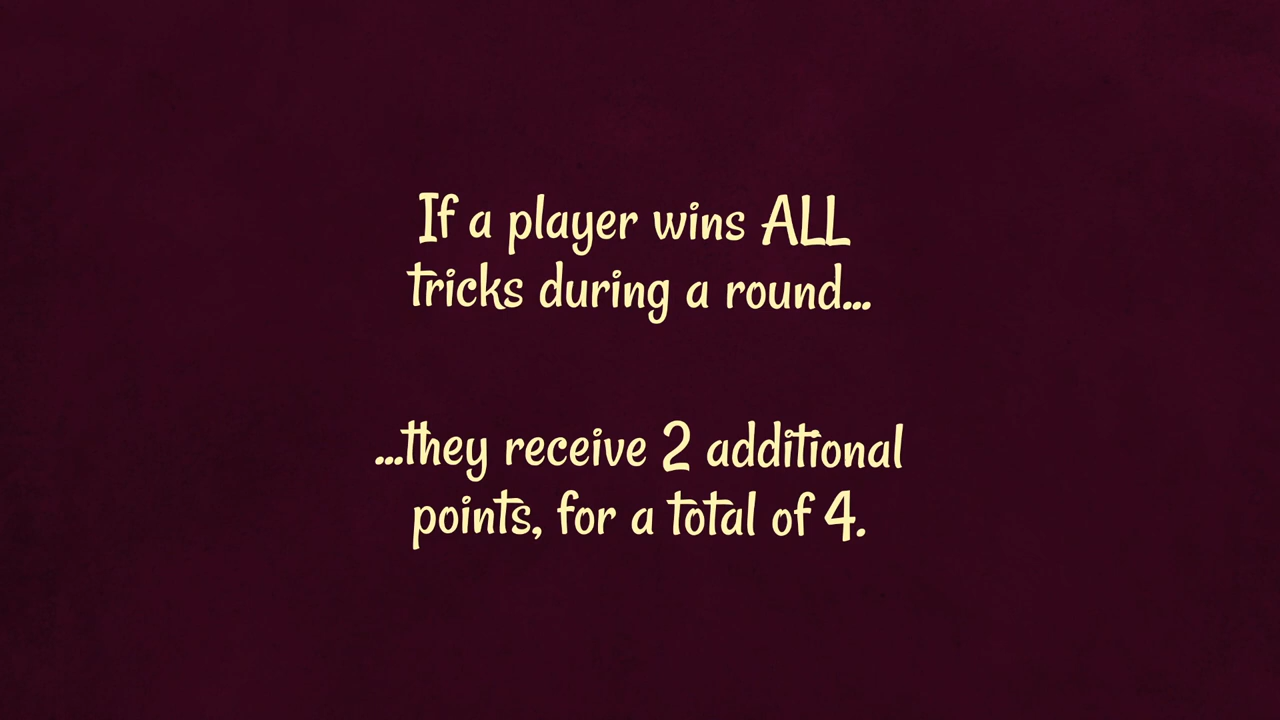 If a player wins ALL
tricks during a round...
...they receive 2 additional
points, for a total of 4.